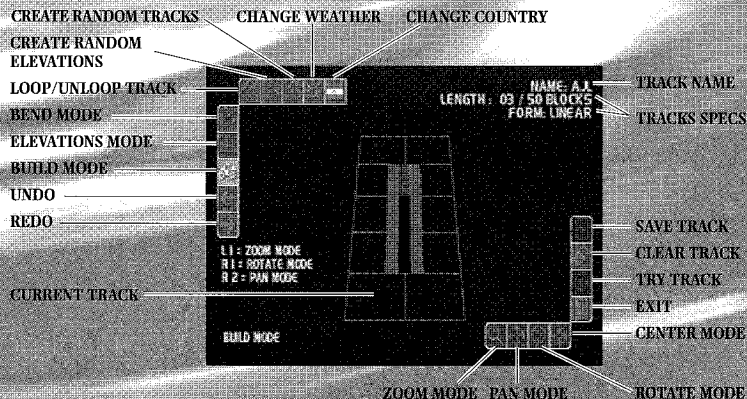 CREATE RANDOM TRACKS
CHANGE WEATHER
CHANGE COUNTRY
CREATE RANDOM
ELEVATIONS
LOOP/UNLOOP TRACK
BEND MODE
ELEVATIONS MODE
BUILD MODE
UNDO
REDO
NAME: AJL
LENGTH: 03 / 50 BLOCKS
FORM: LINEAR
TRACK NAME
TRACKS SPECS
L1 = ZOOM MODE
R1 = ROTATE MODE
R2 = PAN MODE
CURRENT TRACK
BUILD MODE
SAVE TRACK
CLEAR TRACK
TRY TRACK
EXIT
CENTER MODE
ZOOM MODE
PAN MODE
ROTATE MODE